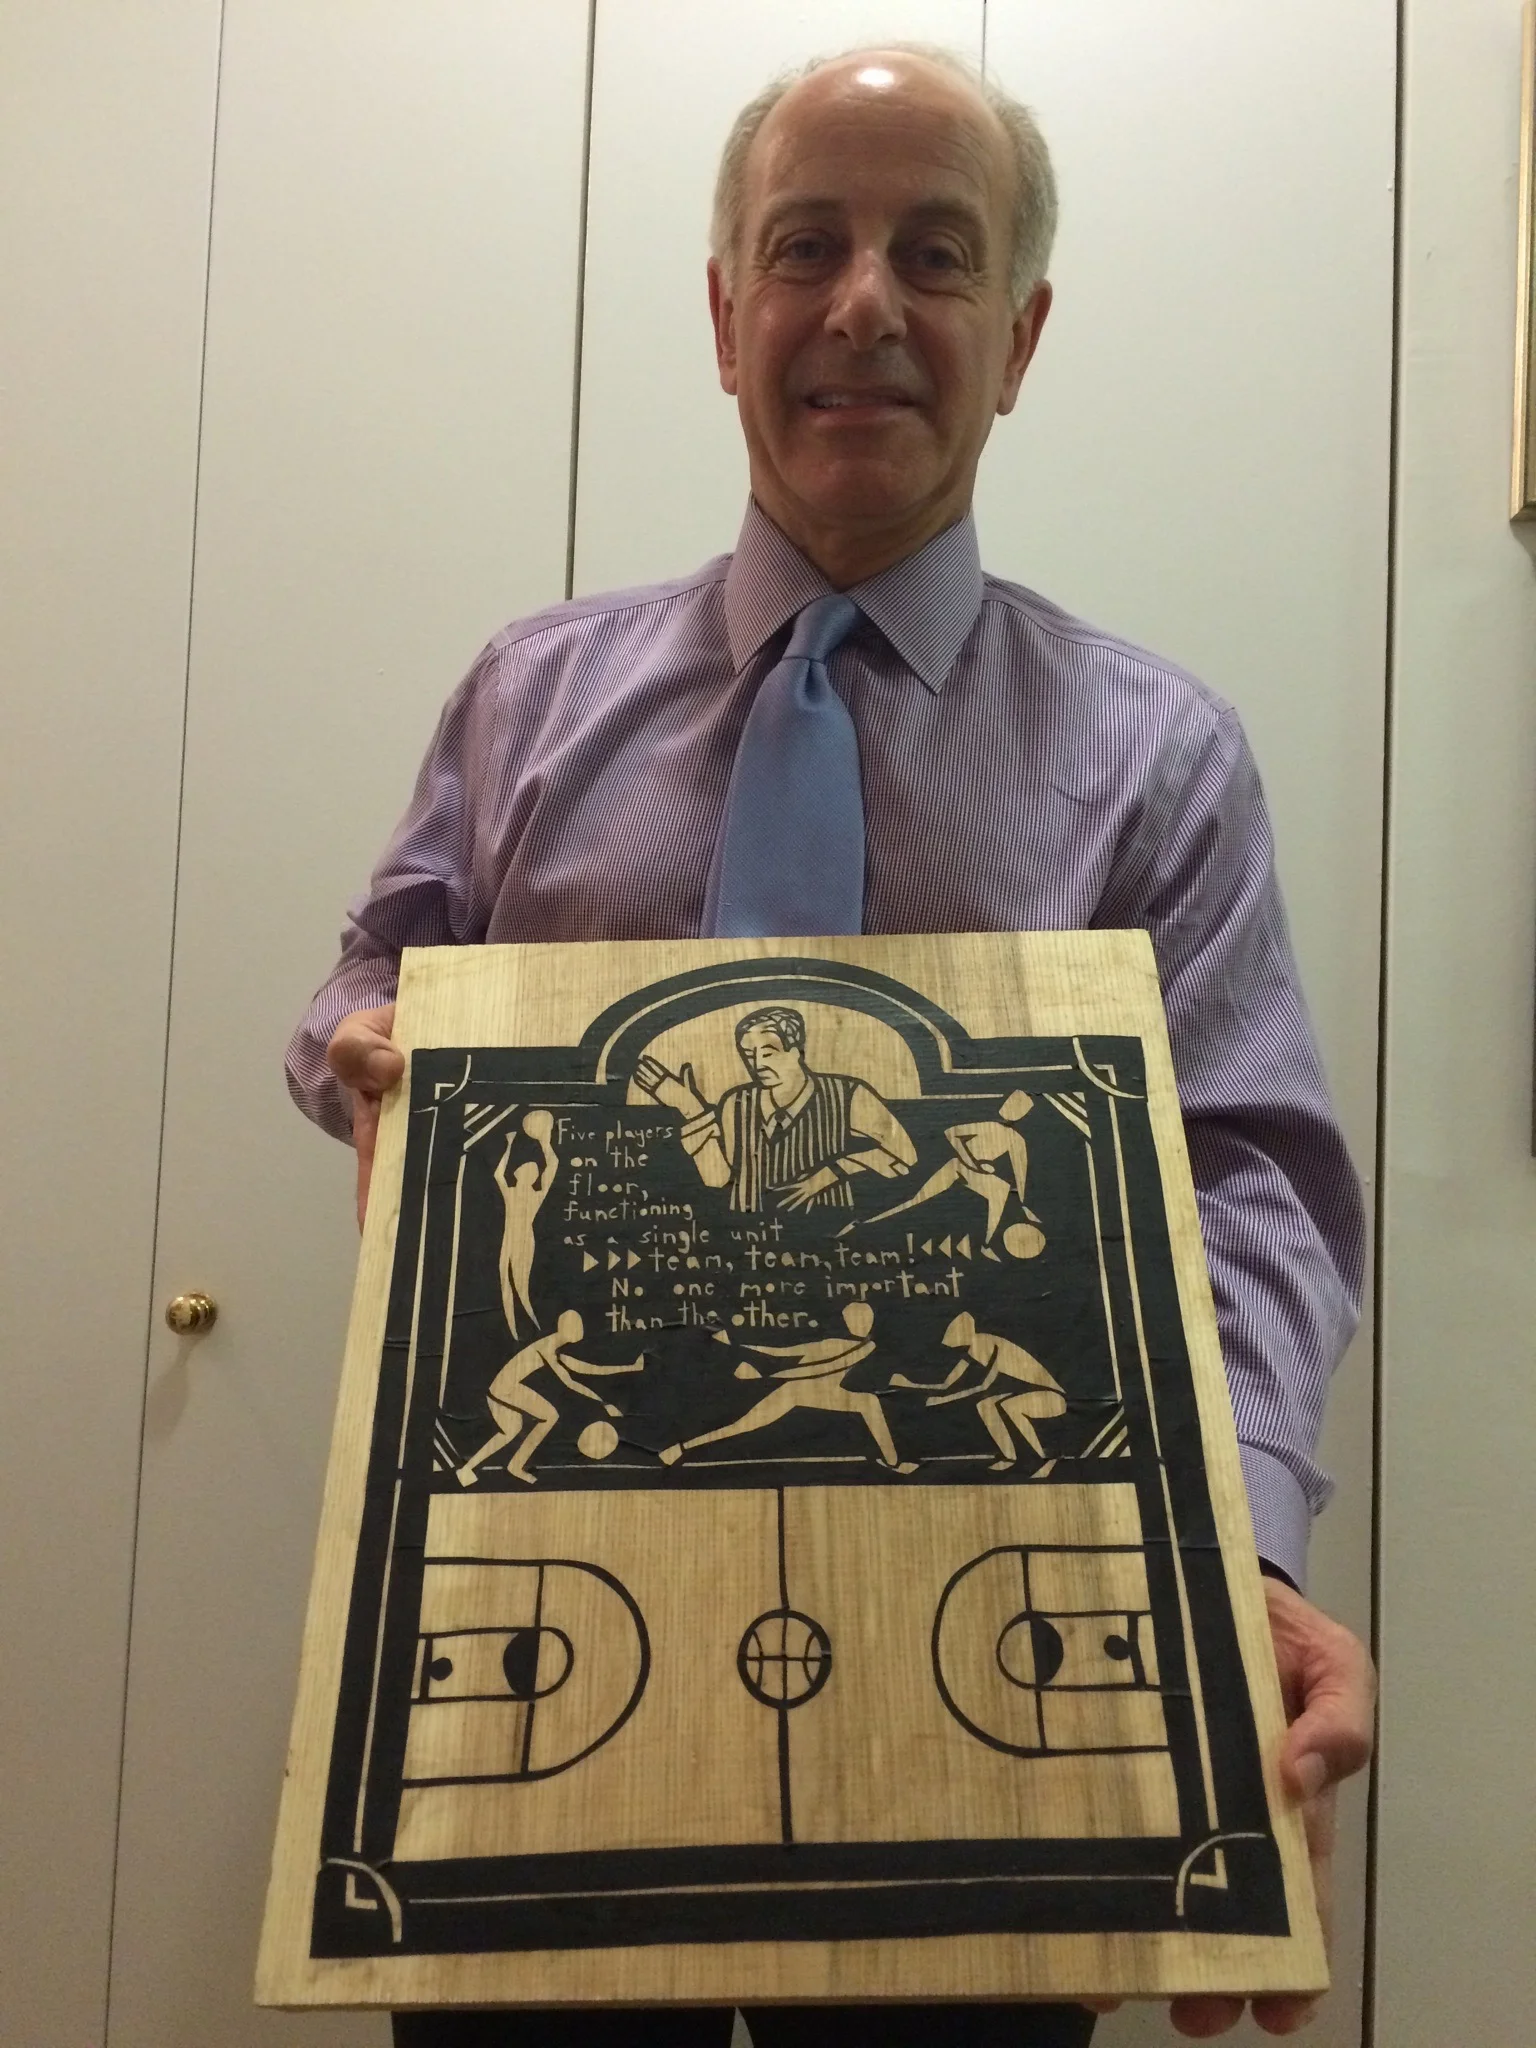 Five players
on the
floor,
functioning
as a single unit
team, team, team!
No one more important
than the other.